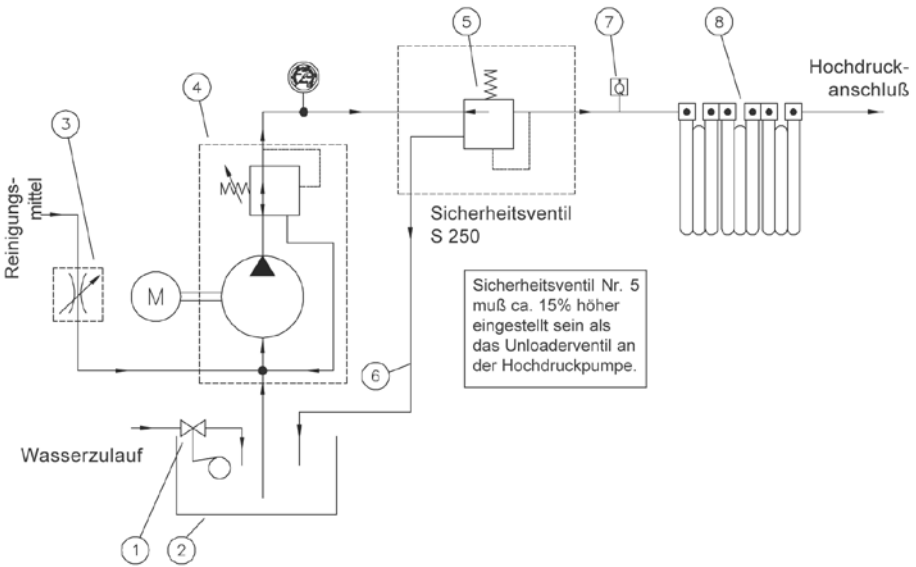 5
7
8
Hochdruck-
anschluß
4
3
Reinigungs-
mittel
Sicherheitsventil
S 250
M
Sicherheitsventil Nr. 5
muß ca. 15% höher
eingestellt sein als
das Unloaderventil an
der Hochdruckpumpe.
6
Wasserzulauf
1
2